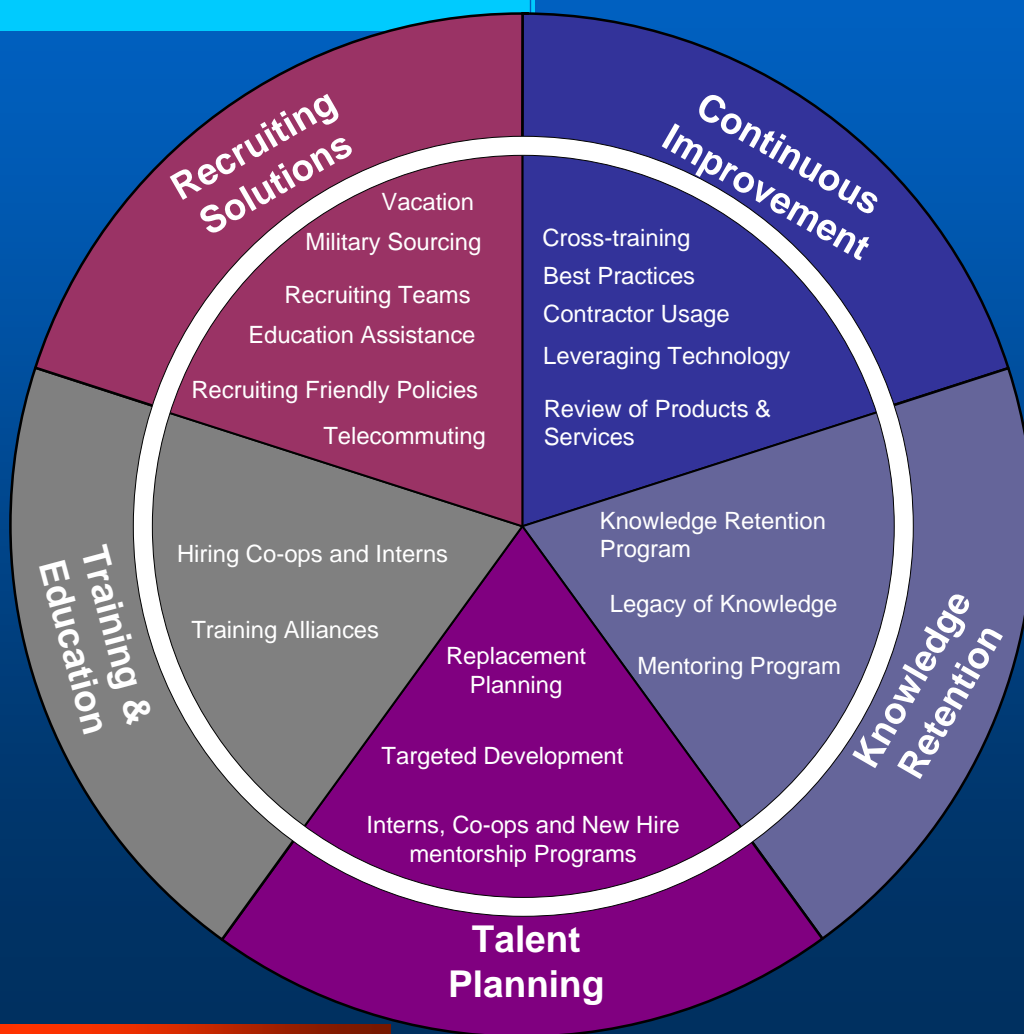 Recruiting
Solutions
Vacation
Military Sourcing
Recruiting Teams
Education Assistance
Recruiting Friendly Policies
Telecommuting
Continuous
Improvement
Cross-training
Best Practices
Contractor Usage
Leveraging Technology
Review of Products &
Services
Knowledge Retention
Program
Legacy of Knowledge
Mentoring Program
Knowledge
Retention
Replacement
Planning
Targeted Development
Interns, Co-ops and New Hire
mentorship Programs
Talent
Planning
Hiring Co-ops and Interns
Training Alliances
Training &
Education